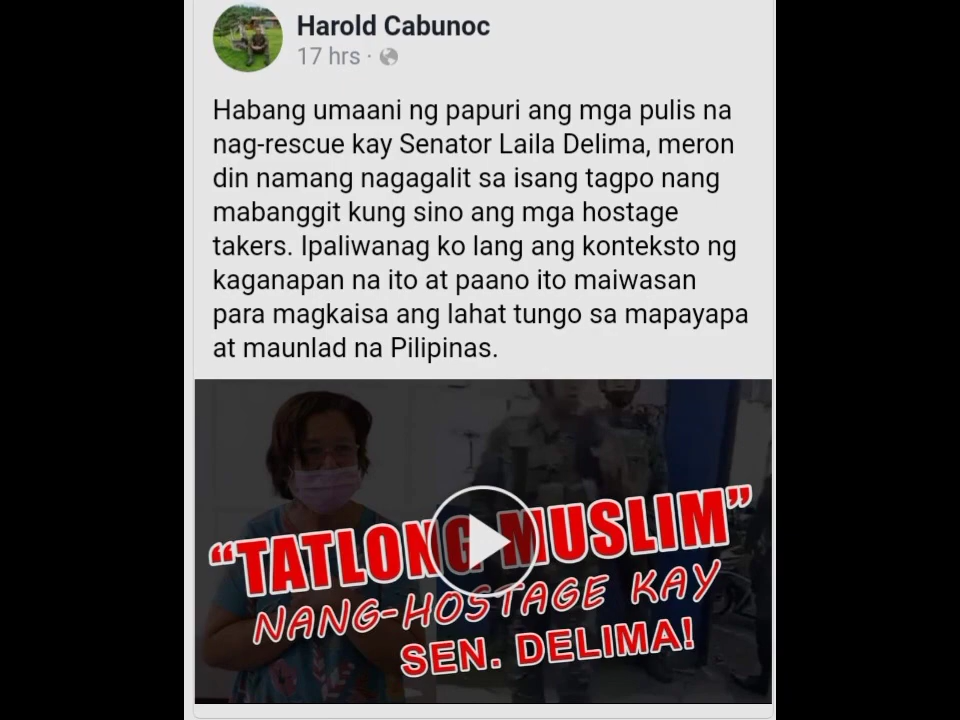 Harold Cabunoc
17 hrs ·
Habang umaani ng papuri ang mga pulis na
nag-rescue kay Senator Laila Delima, meron
din namang nagagalit sa isang tagpo nang
mabanggit kung sino ang mga hostage
takers. Ipaliwanag ko lang ang konteksto ng
kaganapan na ito at paano ito maiwasan
para magkaisa ang lahat tungo sa mapayapa
at maunlad na Pilipinas.
“TATLONG MUSLIM”
NANG-HOSTAGE KAY
SEN. DELIMA!